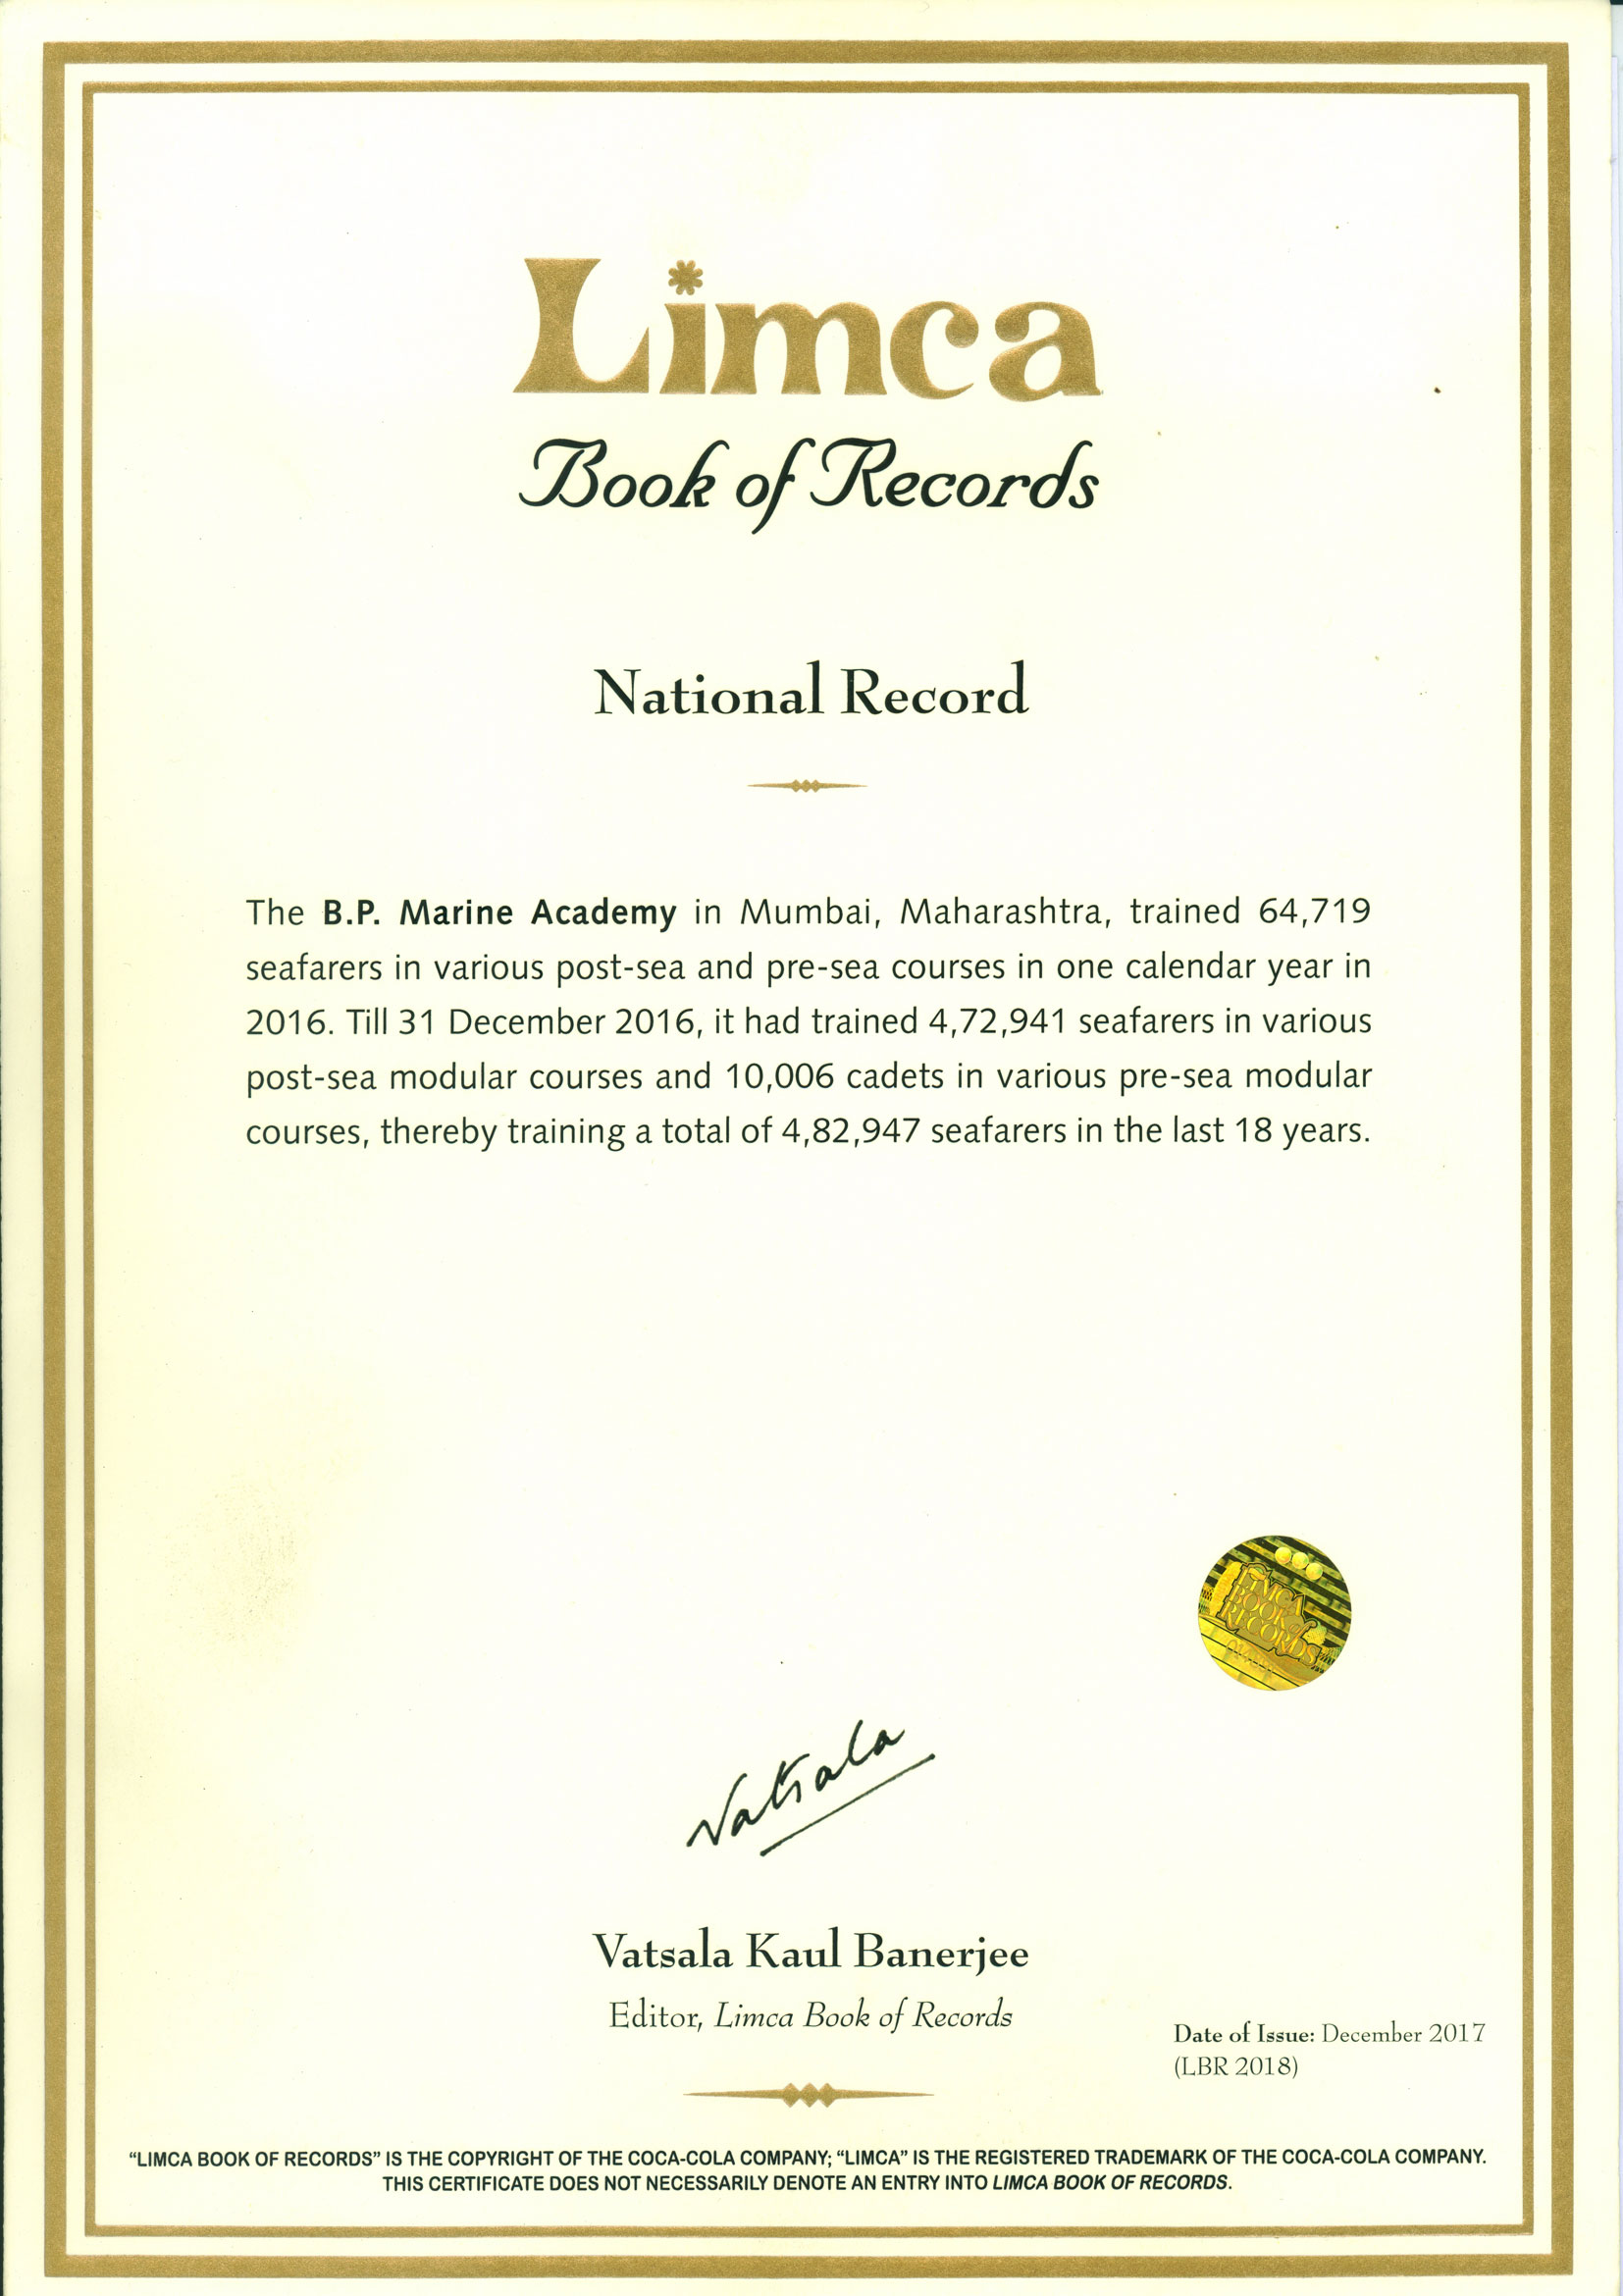 Limca
Book of Records
National Record
The B.P. Marine Academy in Mumbai, Maharashtra, trained 64,719
seafarers in various post-sea and pre-sea courses in one calendar year in
2016. Till 31 December 2016, it had trained 4,72,941 seafarers in various
post-sea modular courses and 10,006 cadets in various pre-sea modular
courses, thereby training a total of 4,82,947 seafarers in the last 18 years.
LIMCA
BOOK of
RECORDS
Vatsala
Vatsala Kaul Banerjee
Editor, Limca Book of Records
Date of Issue: December 2017
(LBR 2018)
“LIMCA BOOK OF RECORDS” IS THE COPYRIGHT OF THE COCA-COLA COMPANY; “LIMCA” IS THE REGISTERED TRADEMARK OF THE COCA-COLA COMPANY.
THIS CERTIFICATE DOES NOT NECESSARILY DENOTE AN ENTRY INTO LIMCA BOOK OF RECORDS.